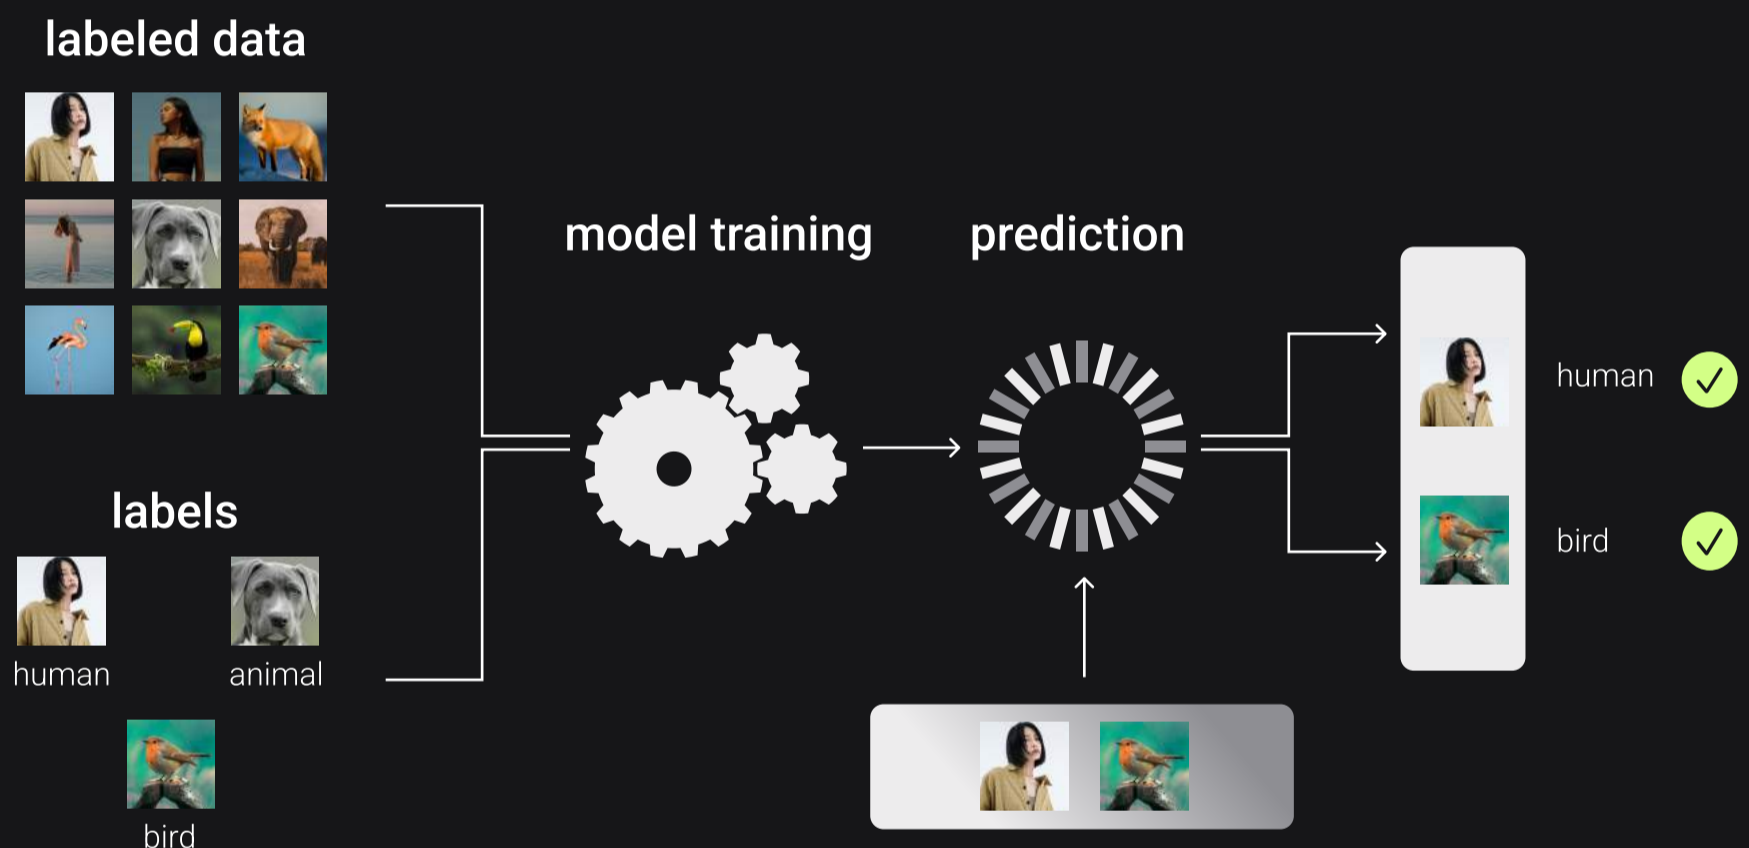 labeled data
model training
prediction
human
bird
labels
human
animal
bird